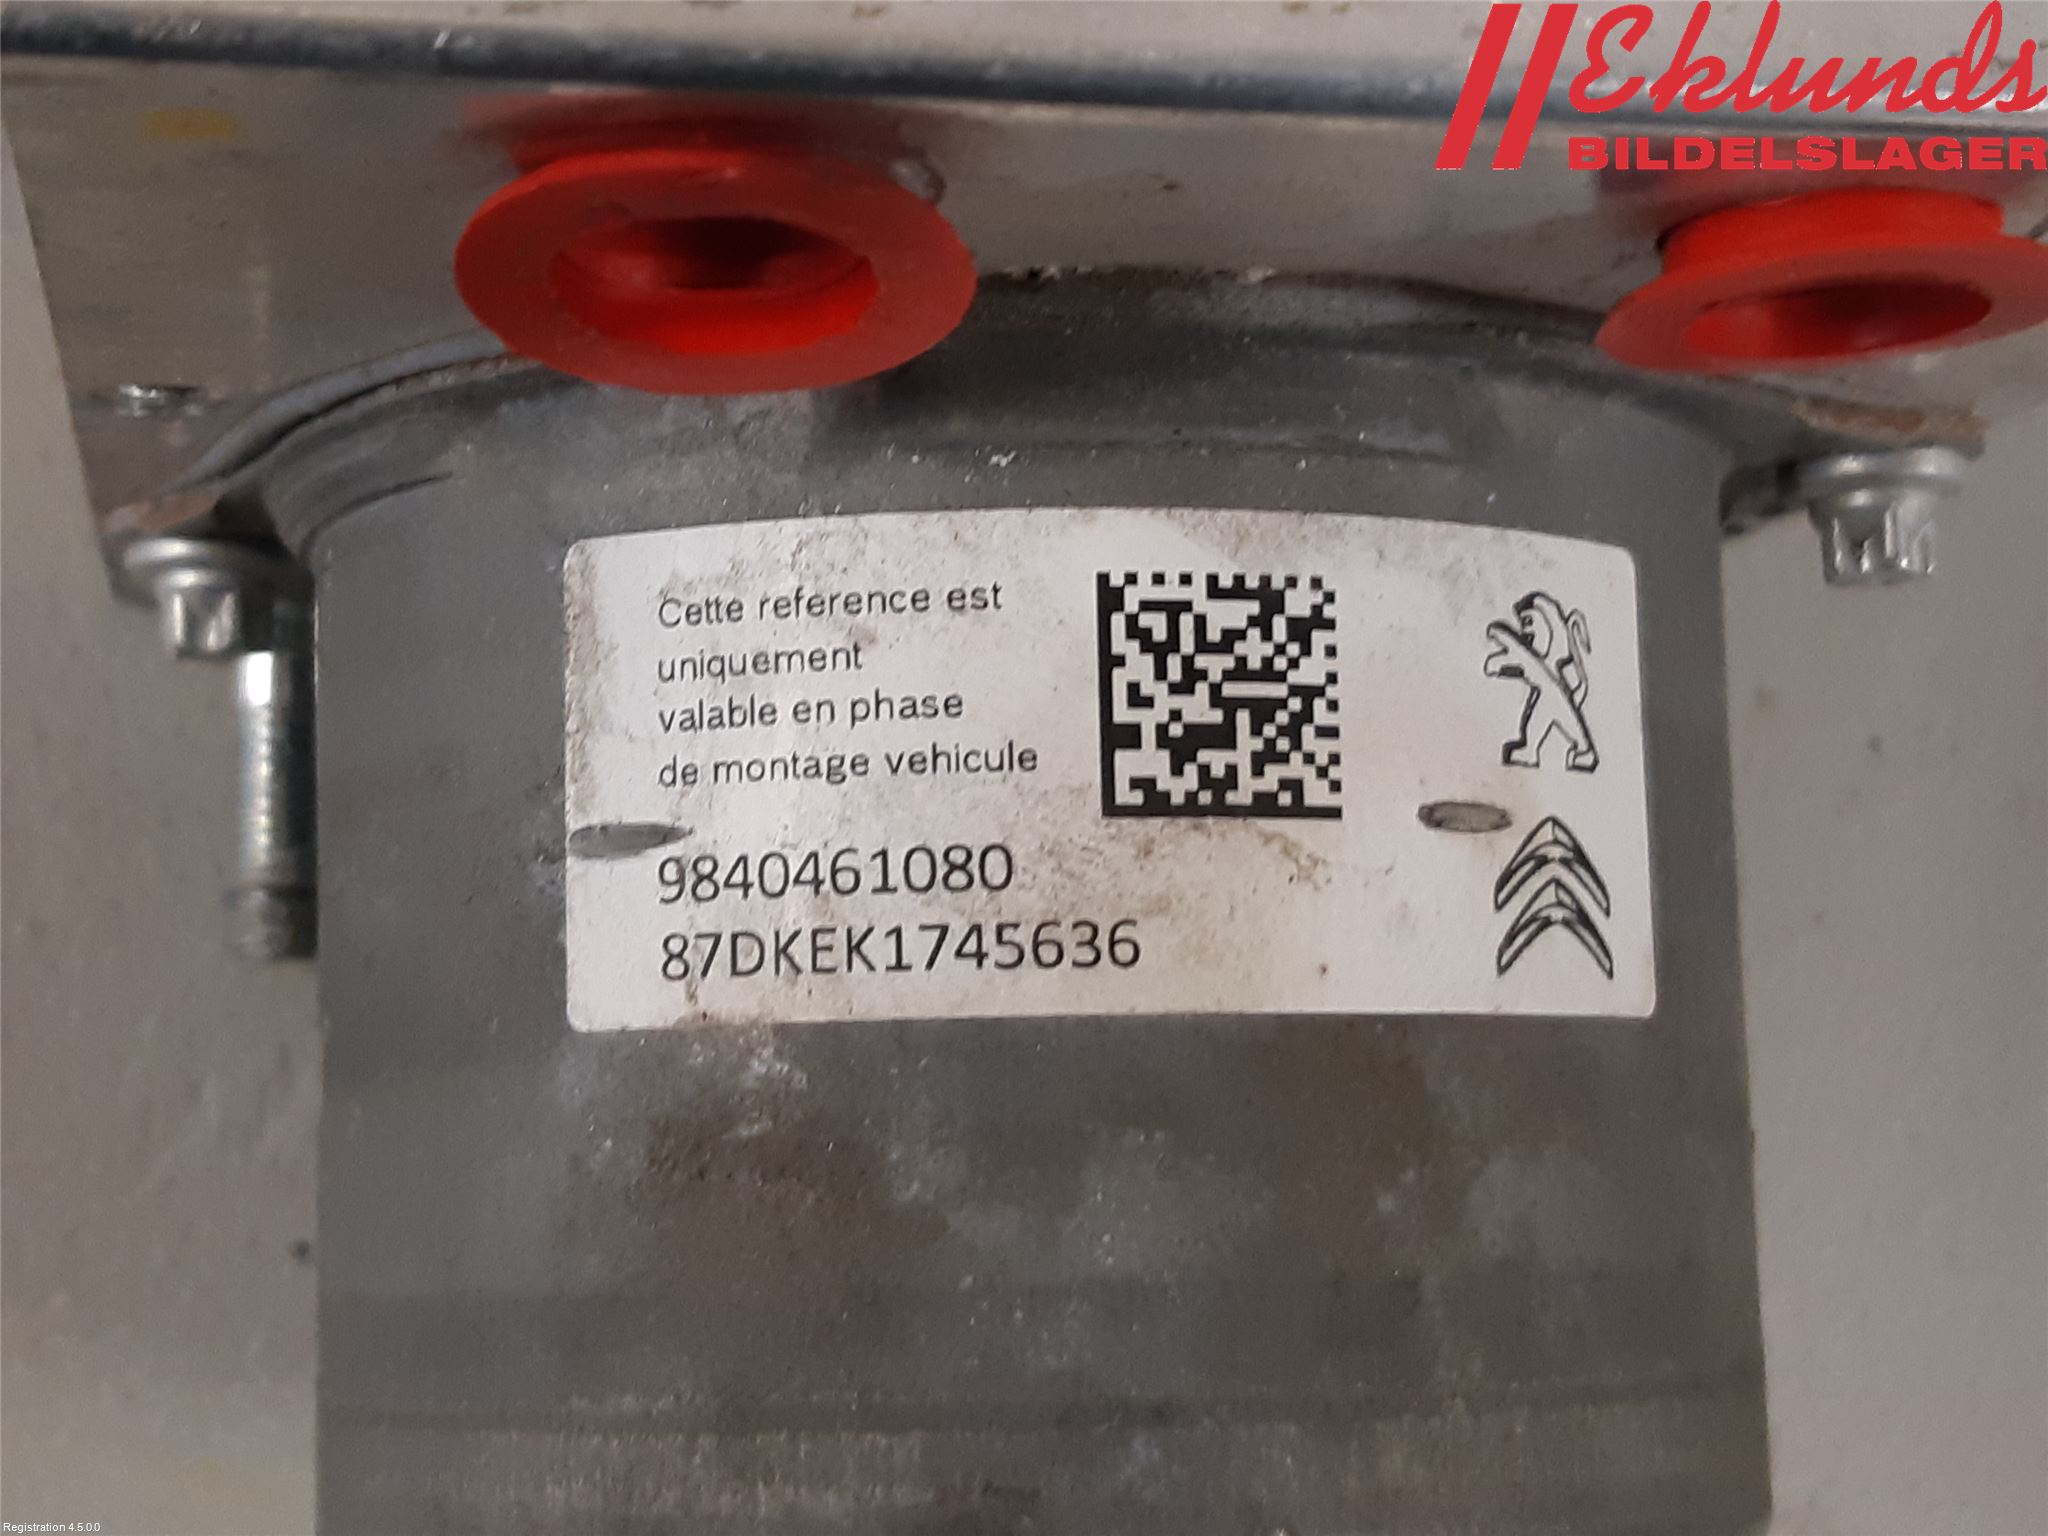 Eklunds
BILDELSLAGER
Cette reference est
uniquement
valable en phase
de montage vehicule
9840461080
87DKEK1745636
Registration 4.5.0.0